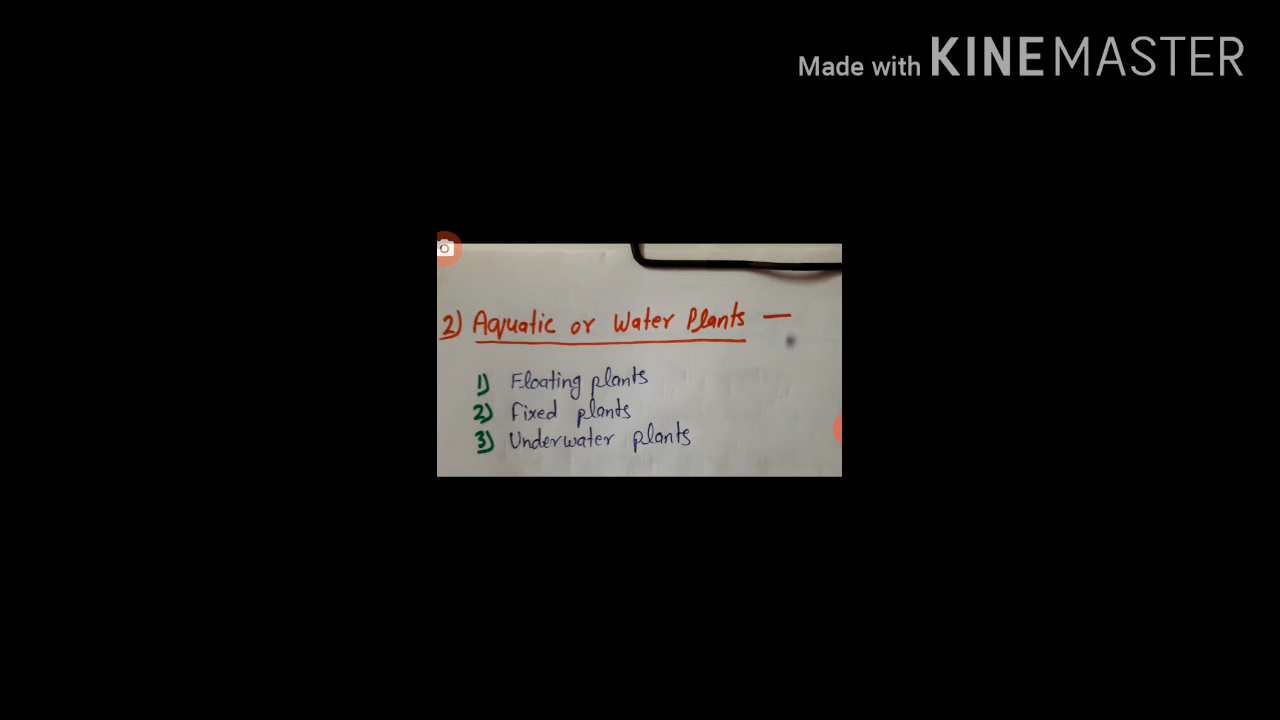 Made with KINEMASTER
2) Aquatic or Water Plants —
1) Floating plants
2) Fixed plants
3) Underwater plants